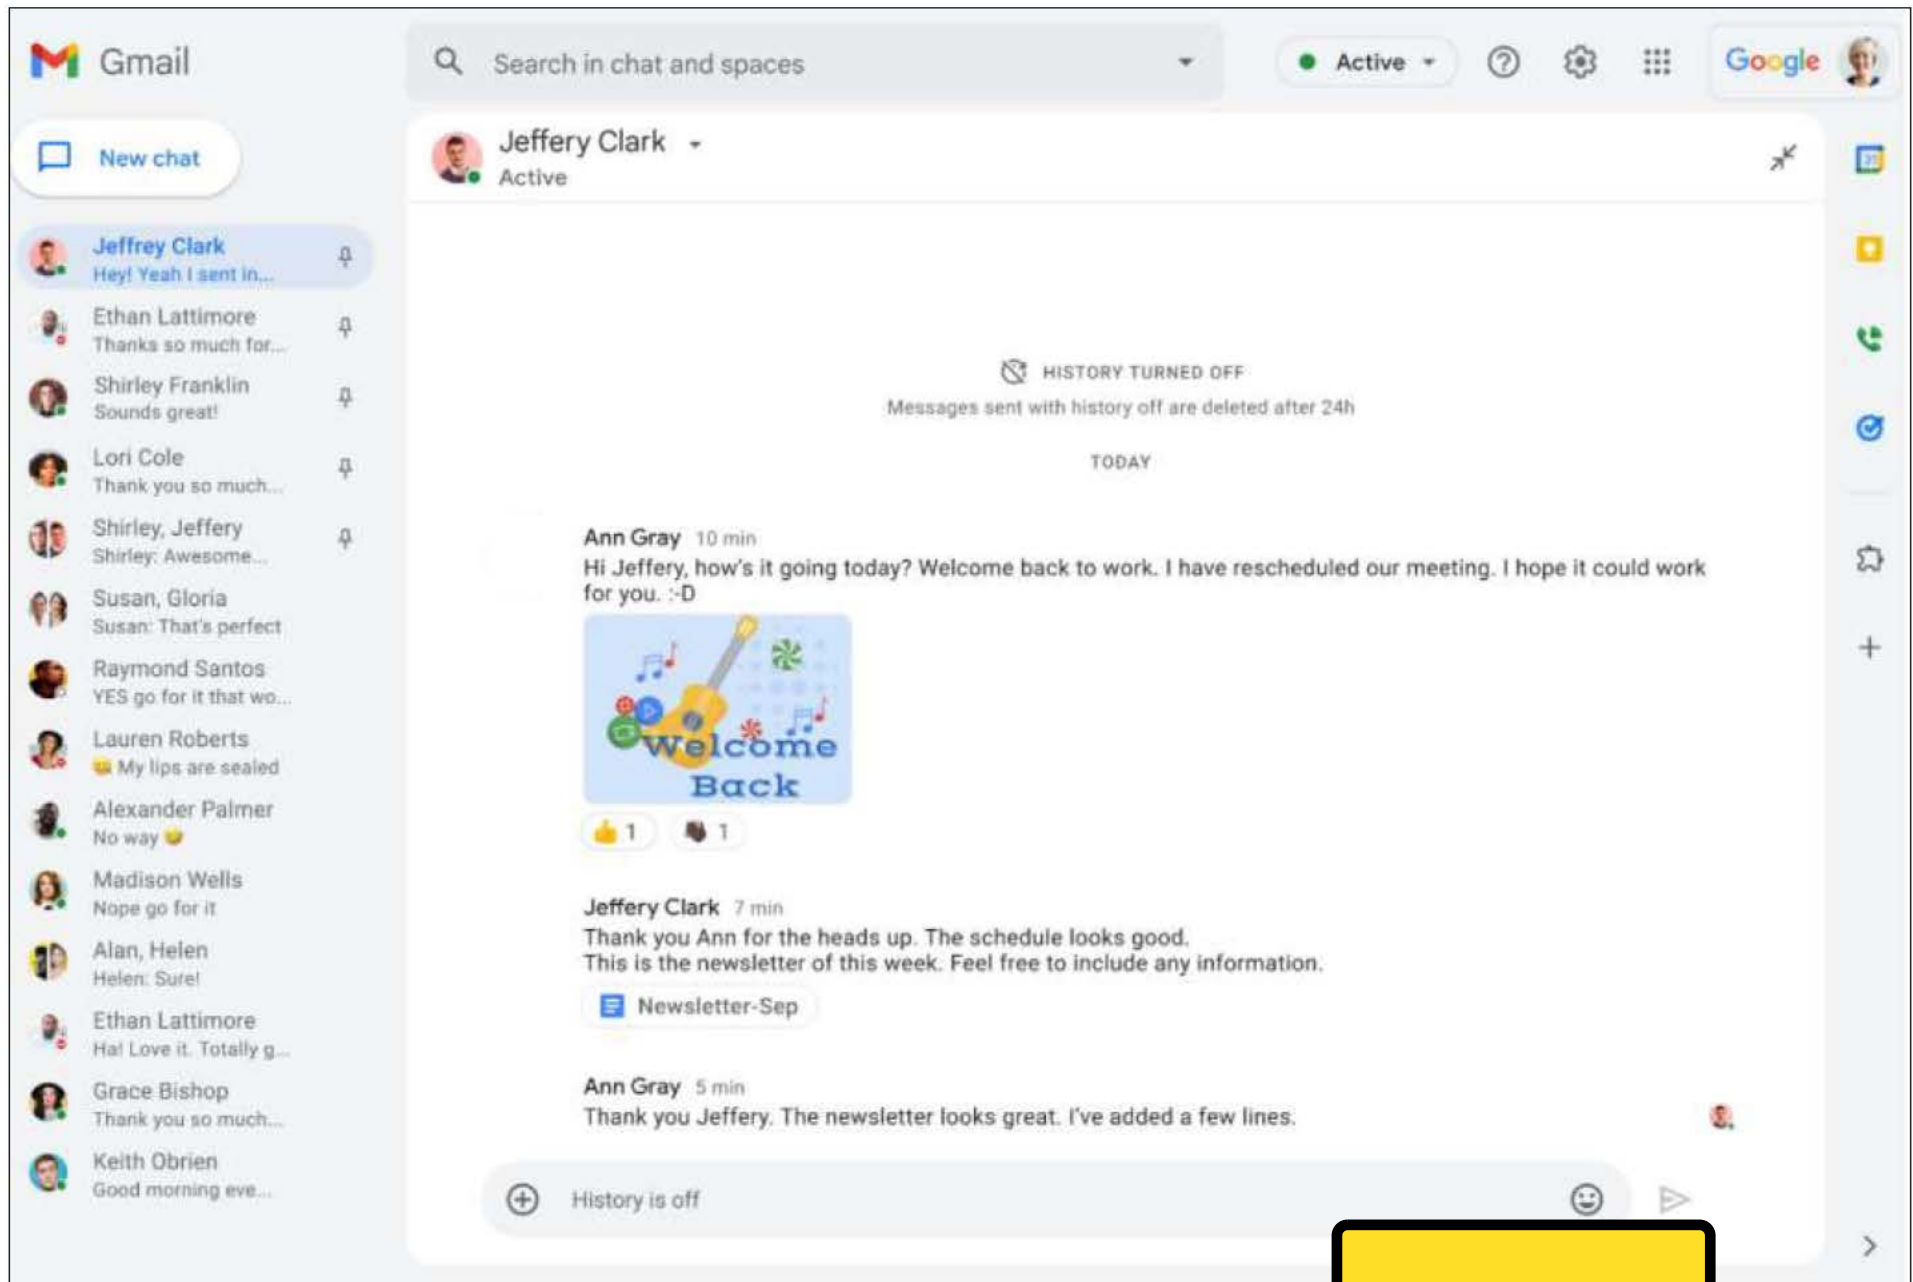 Gmail
Search in chat and spaces
Active
Google
New chat
Jeffrey Clark
Hey! Yeah I sent in...
Ethan Lattimore
Thanks so much for...
Shirley Franklin
Sounds great!
Lori Cole
Thank you so much...
Shirley, Jeffery
Shirley: Awesome...
Susan, Gloria
Susan: That's perfect
Raymond Santos
YES go for it that wo...
Lauren Roberts
🤐 My lips are sealed
Alexander Palmer
No way 🤣
Madison Wells
Nope go for it
Alan, Helen
Helen: Sure!
Ethan Lattimore
Ha! Love it. Totally g...
Grace Bishop
Thank you so much...
Keith Obrien
Good morning eve...
Jeffery Clark
Active
HISTORY TURNED OFF
Messages sent with history off are deleted after 24h
TODAY
Ann Gray 10 min
Hi Jeffery, how's it going today? Welcome back to work. I have rescheduled our meeting. I hope it could work
for you. :-D
Welcome
Back
👍 1 👋🏿 1
Jeffery Clark 7 min
Thank you Ann for the heads up. The schedule looks good.
This is the newsletter of this week. Feel free to include any information.
Newsletter-Sep
Ann Gray 5 min
Thank you Jeffery. The newsletter looks great. I've added a few lines.
History is off
31